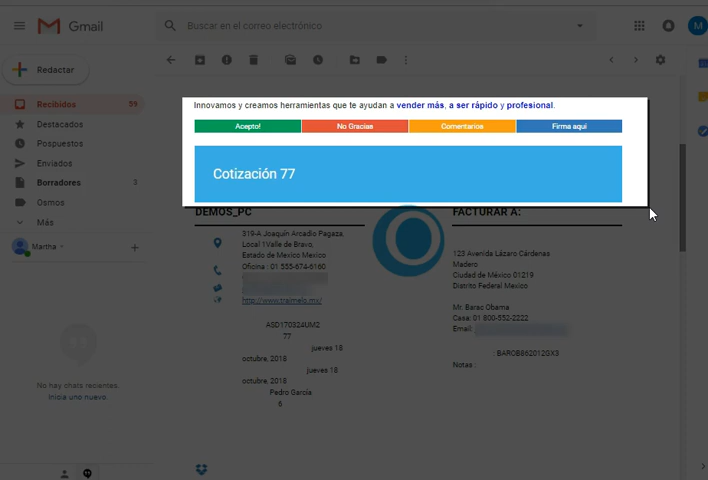 Gmail
Buscar en el correo electrónico
M
Redactar
Recibidos 59
Destacados
Pospuestos
Enviados
Borradores 3
Osmos
Más
Martha
No hay chats recientes.
Inicia uno nuevo.
Innovamos y creamos herramientas que te ayudan a vender más, a ser rápido y profesional.
Acepto! No Gracias Comentarios Firma aquí
Cotización 77
DEMOS_PC
319-A Joaquín Arcadio Pagaza,
Local 1Valle de Bravo,
Estado de Mexico Mexico
Oficina : 01 555-674-6160
http://www.traimelo.mx/
ASD170324UM2
77
jueves 18
octubre, 2018
jueves 18
octubre, 2018
Pedro García
6
FACTURAR A:
123 Avenida Lázaro Cárdenas
Madero
Ciudad de México 01219
Distrito Federal Mexico
Mr. Barao Obama
Casa: 01 800-552-2222
Email:
: BAROB862012GX3
Notas :